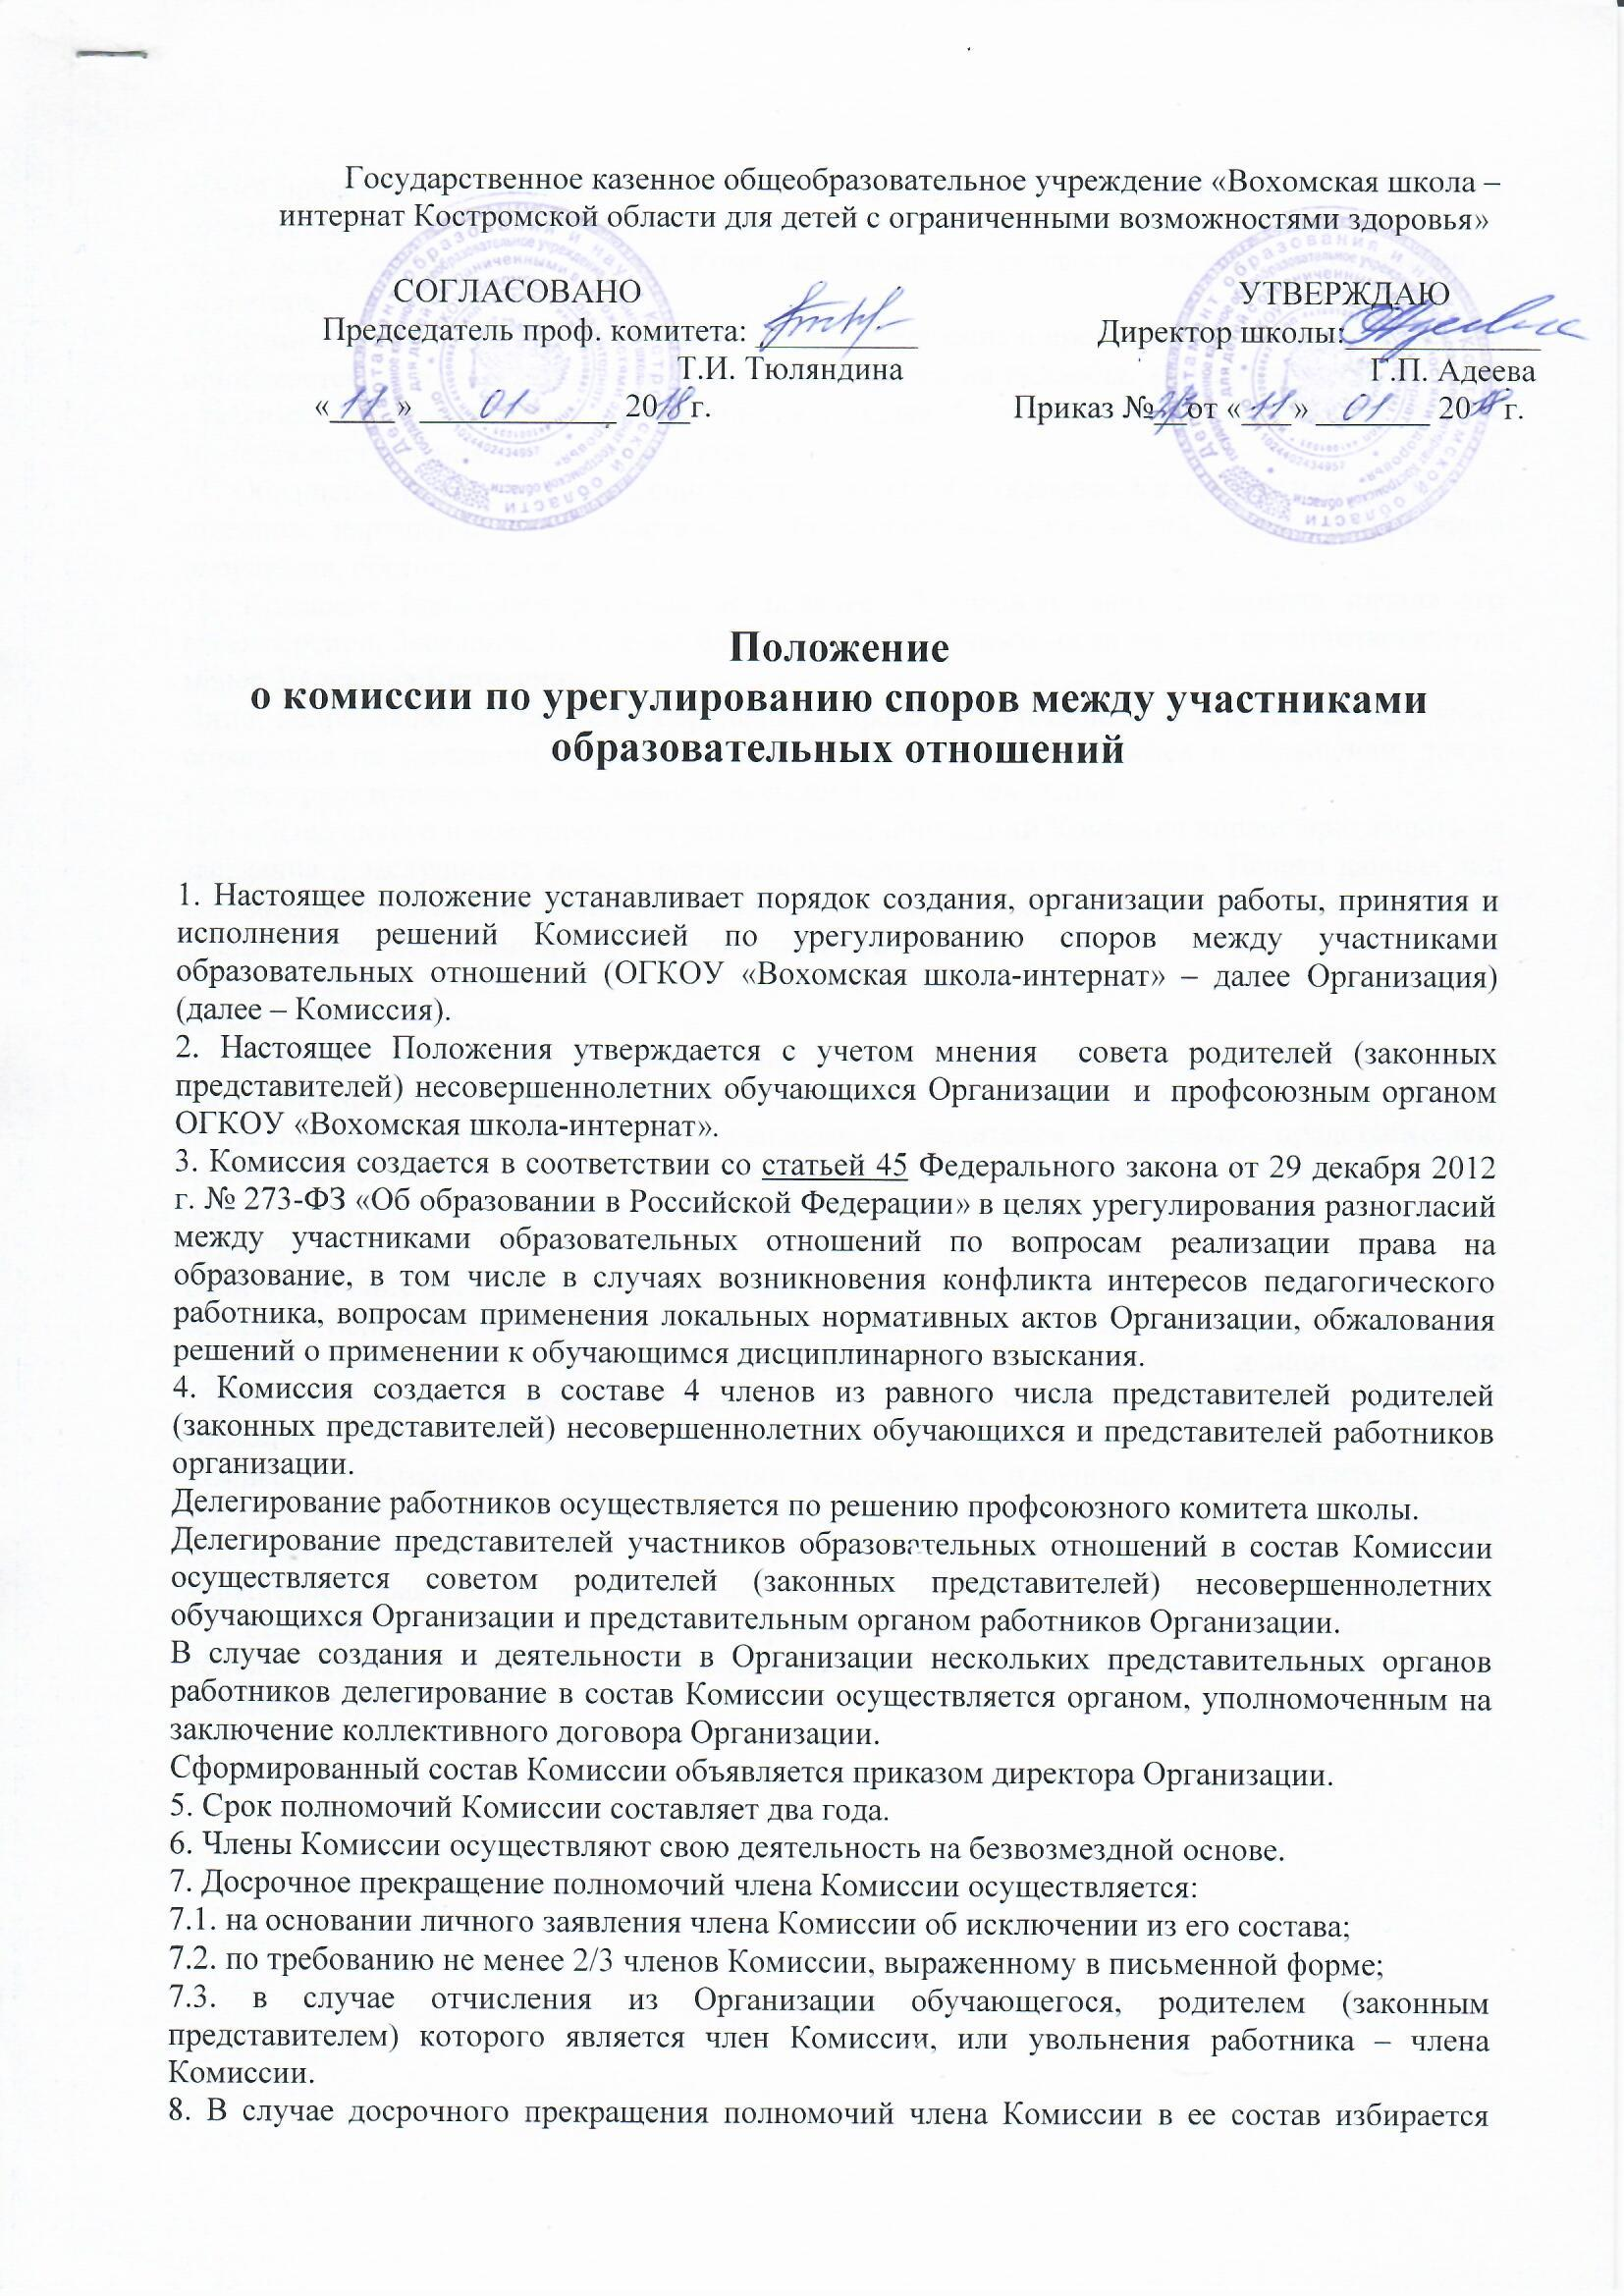 Государственное казенное общеобразовательное учреждение «Вохомская школа –
интернат Костромской области для детей с ограниченными возможностями здоровья»
СОГЛАСОВАНО
Председатель проф. комитета: ____________
Т.И. Тюляндина
«11» 01 2018г.
УТВЕРЖДАЮ
Директор школы: ____________
Г.П. Адеева
Приказ № от «11» 01 2018 г.
Положение
о комиссии по урегулированию споров между участниками
образовательных отношений
1. Настоящее положение устанавливает порядок создания, организации работы, принятия и
исполнения решений Комиссией по урегулированию споров между участниками
образовательных отношений (ОГКОУ «Вохомская школа-интернат» – далее Организация)
(далее – Комиссия).
2. Настоящее Положения утверждается с учетом мнения совета родителей (законных
представителей) несовершеннолетних обучающихся Организации и профсоюзным органом
ОГКОУ «Вохомская школа-интернат».
3. Комиссия создается в соответствии со статьей 45 Федерального закона от 29 декабря 2012
г. № 273-ФЗ «Об образовании в Российской Федерации» в целях урегулирования разногласий
между участниками образовательных отношений по вопросам реализации права на
образование, в том числе в случаях возникновения конфликта интересов педагогического
работника, вопросам применения локальных нормативных актов Организации, обжалования
решений о применении к обучающимся дисциплинарного взыскания.
4. Комиссия создается в составе 4 членов из равного числа представителей родителей
(законных представителей) несовершеннолетних обучающихся и представителей работников
организации.
Делегирование работников осуществляется по решению профсоюзного комитета школы.
Делегирование представителей участников образовательных отношений в состав Комиссии
осуществляется советом родителей (законных представителей) несовершеннолетних
обучающихся Организации и представительным органом работников Организации.
В случае создания и деятельности в Организации нескольких представительных органов
работников делегирование в состав Комиссии осуществляется органом, уполномоченным на
заключение коллективного договора Организации.
Сформированный состав Комиссии объявляется приказом директора Организации.
5. Срок полномочий Комиссии составляет два года.
6. Члены Комиссии осуществляют свою деятельность на безвозмездной основе.
7. Досрочное прекращение полномочий члена Комиссии осуществляется:
7.1. на основании личного заявления члена Комиссии об исключении из его состава;
7.2. по требованию не менее 2/3 членов Комиссии, выраженному в письменной форме;
7.3. в случае отчисления из Организации обучающегося, родителем (законным
представителем) которого является член Комиссии, или увольнения работника – члена
Комиссии.
8. В случае досрочного прекращения полномочий члена Комиссии в ее состав избирается